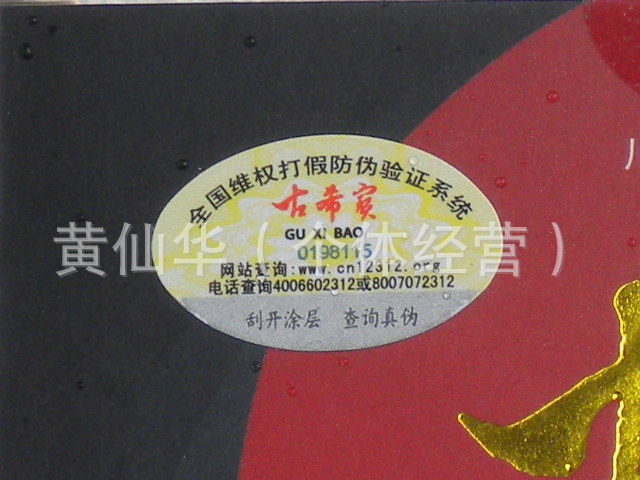 全国维权打假防伪验证系统
古希宾
GU XI BAO
0198115
网站查询:www.cn12312.org
电话查询4006602312或8007072312
刮开涂层 查询真伪
黄仙华(个体经营)